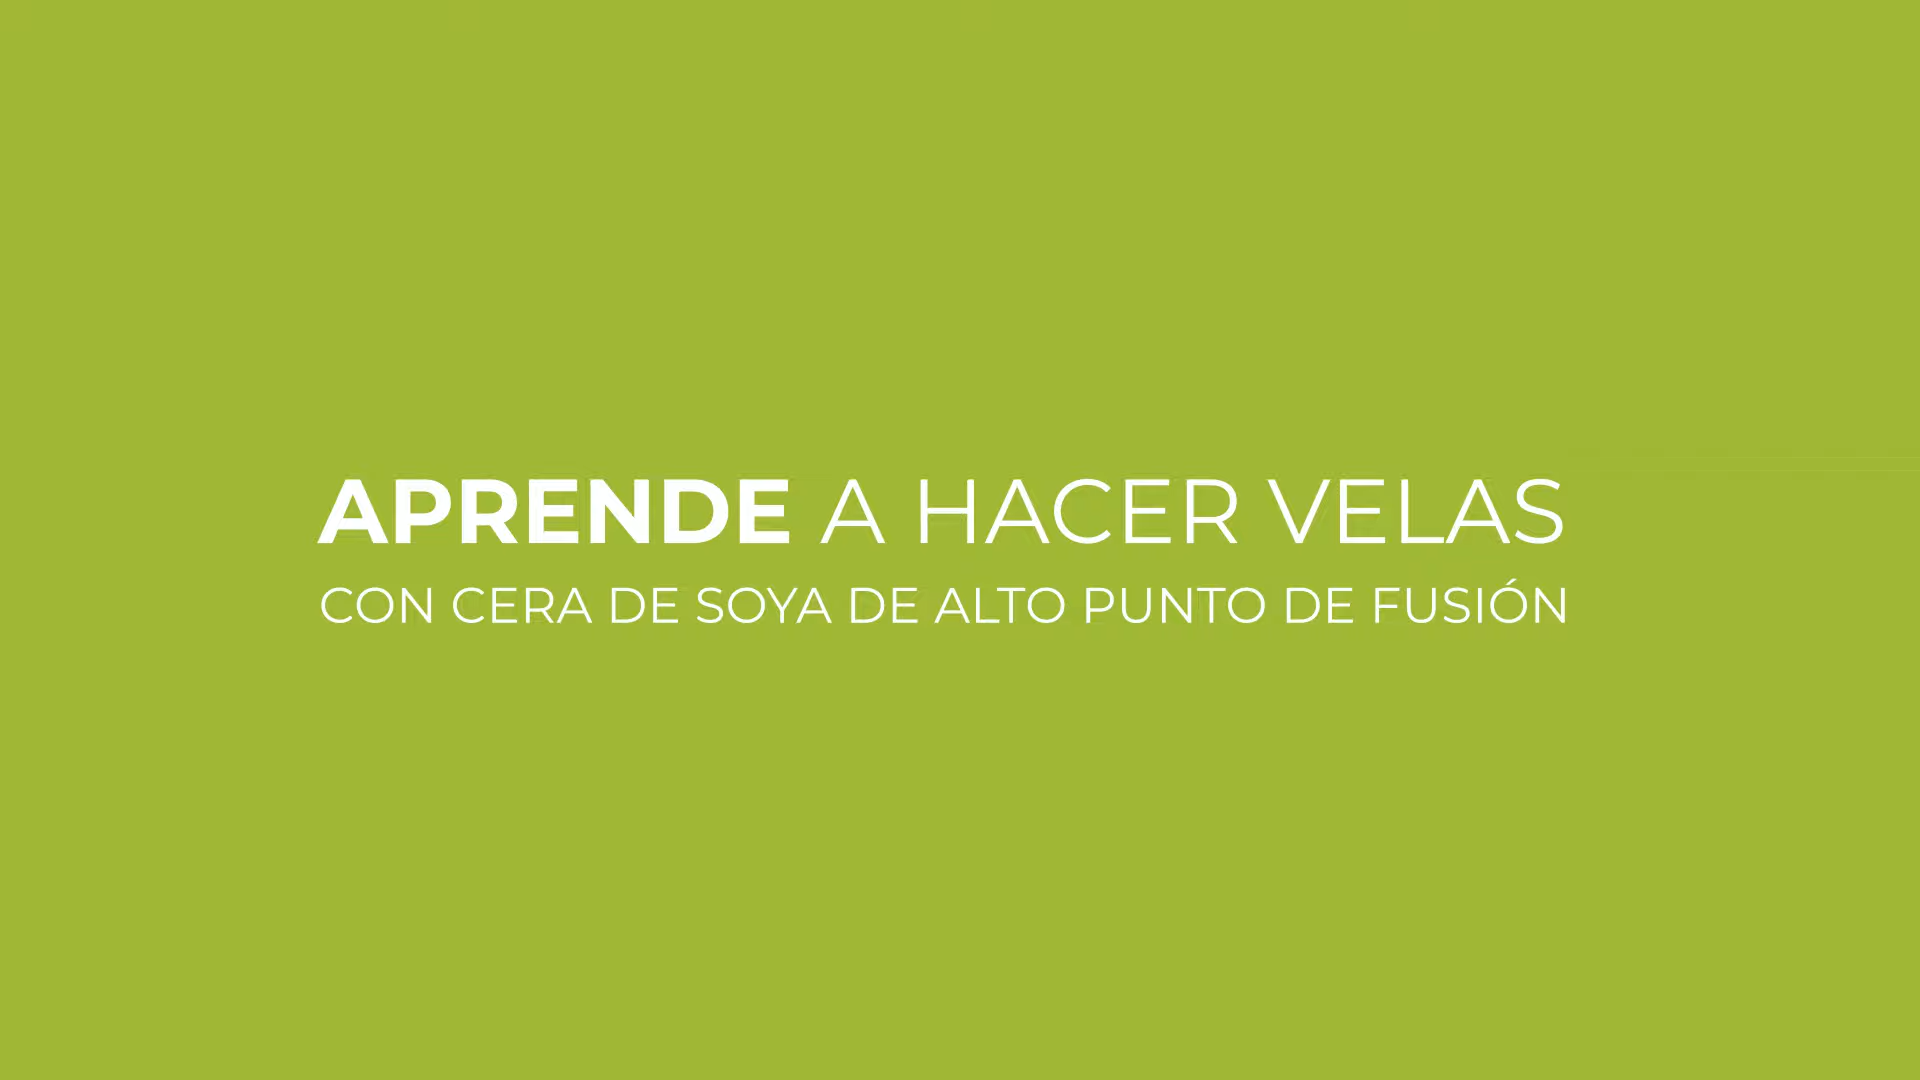 APRENDE A HACER VELAS
CON CERA DE SOYA DE ALTO PUNTO DE FUSIÓN